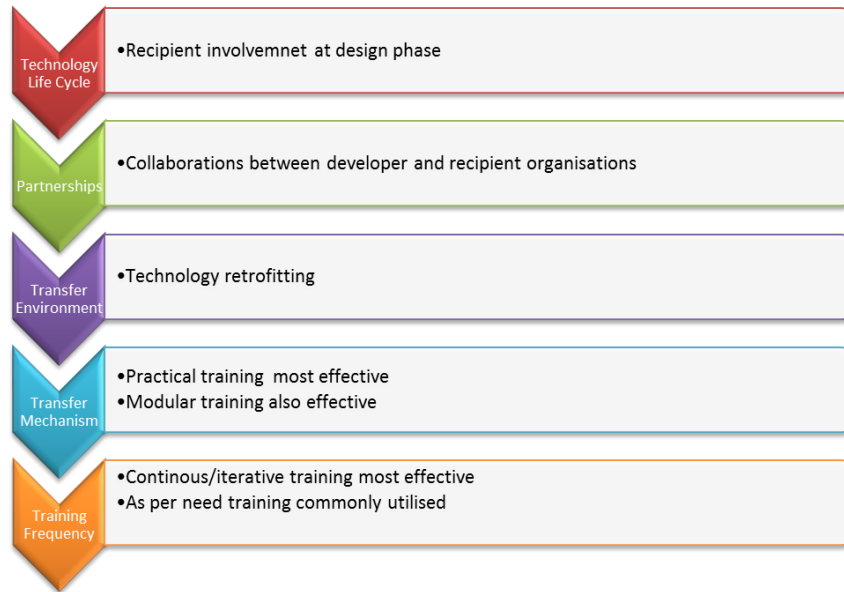 Technology
Life Cycle
•Recipient involvemnet at design phase
Partnerships
•Collaborations between developer and recipient organisations
Transfer
Environment
•Technology retrofitting
Transfer
Mechanism
•Practical training most effective
•Modular training also effective
Training
Frequency
•Continous/iterative training most effective
•As per need training commonly utilised